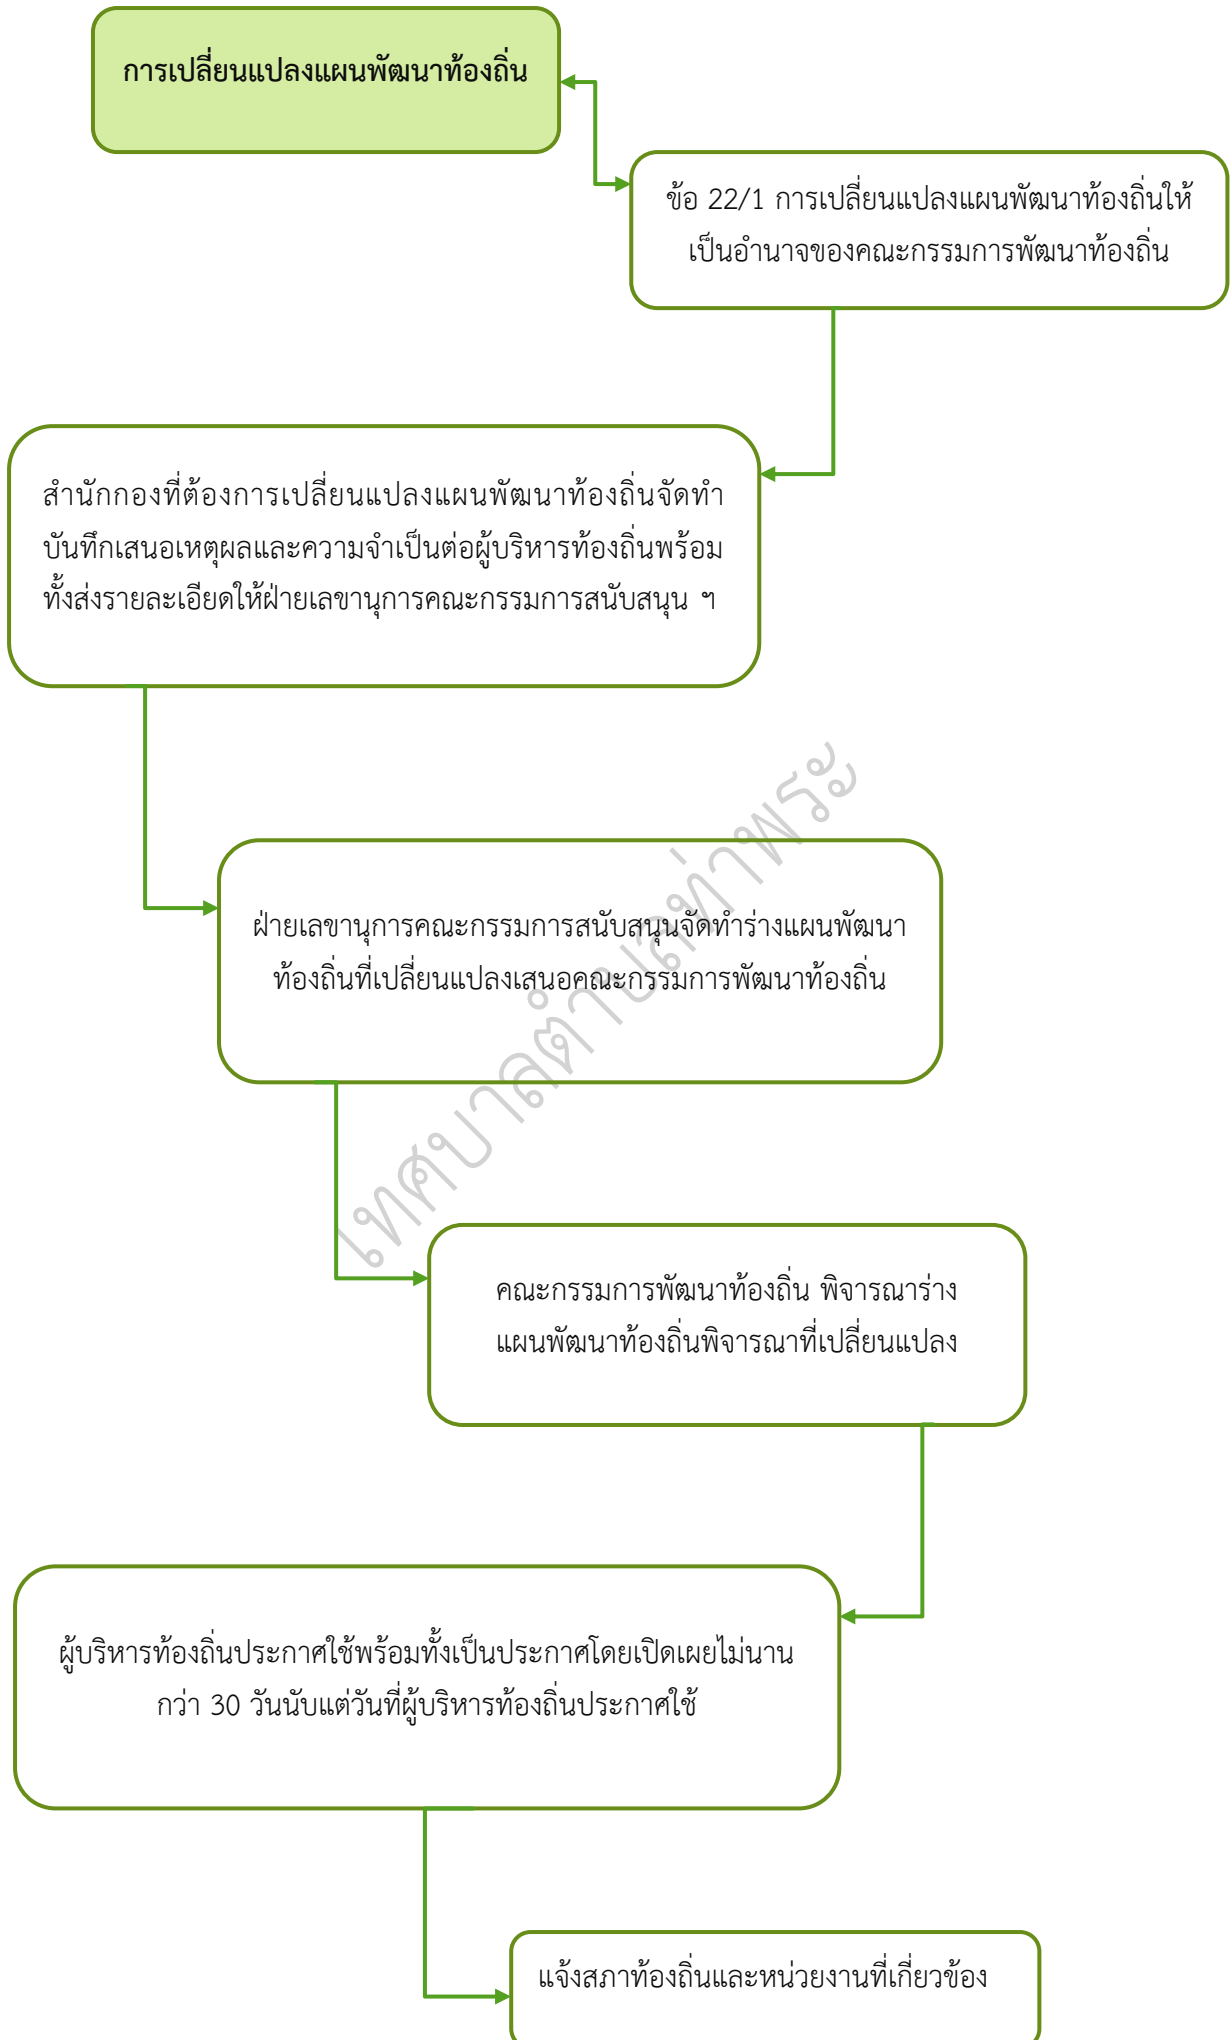 การเปลี่ยนแปลงแผนพัฒนาท้องถิ่น
ข้อ 22/1 การเปลี่ยนแปลงแผนพัฒนาท้องถิ่นให้
เป็นอำนาจของคณะกรรมการพัฒนาท้องถิ่น
สำนักกองที่ต้องการเปลี่ยนแปลงแผนพัฒนาท้องถิ่นจัดทำ
บันทึกเสนอเหตุผลและความจำเป็นต่อผู้บริหารท้องถิ่นพร้อม
ทั้งส่งรายละเอียดให้ฝ่ายเลขานุการคณะกรรมการสนับสนุน ฯ
ฝ่ายเลขานุการคณะกรรมการสนับสนุนจัดทำร่างแผนพัฒนา
ท้องถิ่นที่เปลี่ยนแปลงเสนอคณะกรรมการพัฒนาท้องถิ่น
เทศบาลตำบลท่าพระ
คณะกรรมการพัฒนาท้องถิ่น พิจารณาร่าง
แผนพัฒนาท้องถิ่นพิจารณาที่เปลี่ยนแปลง
ผู้บริหารท้องถิ่นประกาศใช้พร้อมทั้งเป็นประกาศโดยเปิดเผยไม่นาน
กว่า 30 วันนับแต่วันที่ผู้บริหารท้องถิ่นประกาศใช้
แจ้งสภาท้องถิ่นและหน่วยงานที่เกี่ยวข้อง